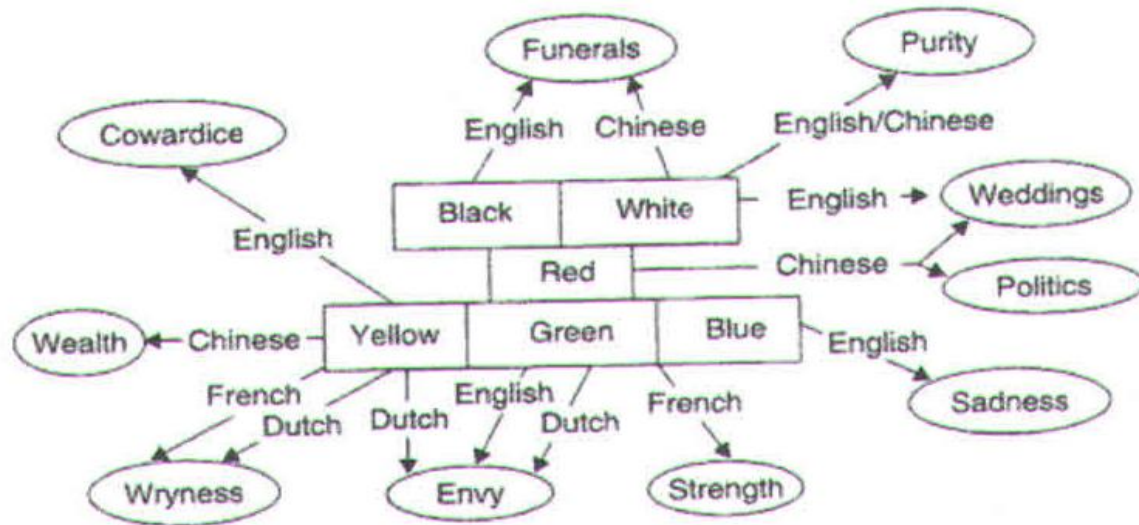 Funerals
Purity
Cowardice
English
Chinese
English/Chinese
Black
White
English
Weddings
English
Red
Chinese
Politics
Wealth
Chinese
Yellow
Green
Blue
English
French
Dutch
Dutch
English
Dutch
French
Sadness
Wryness
Envy
Strength